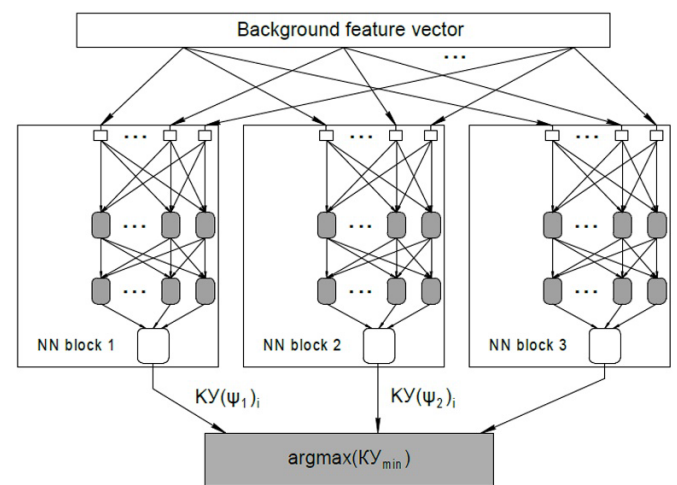 Background feature vector
...
... ... ...
... ... ...
... ... ...
NN block 1 NN block 2 NN block 3
КУ(ψ₁)ᵢ КУ(ψ₂)ᵢ
argmax(КУmin)